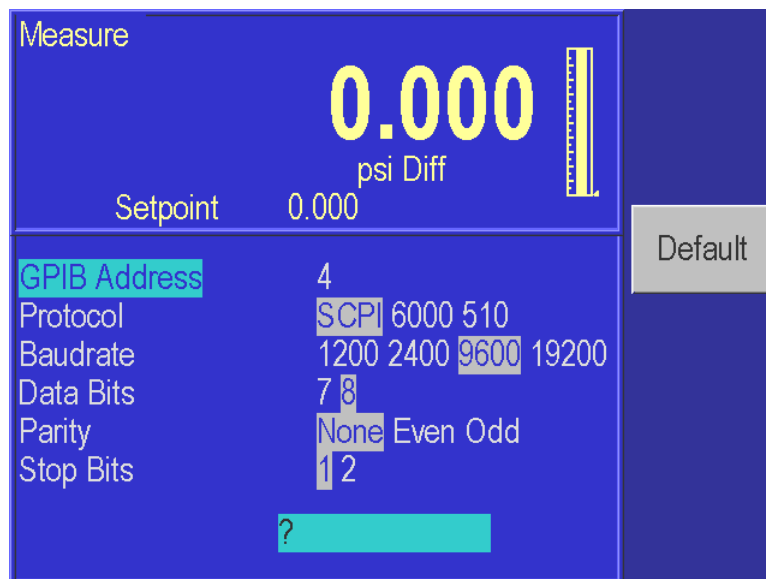 Measure
0.000
psi Diff
Setpoint 0.000
Default
GPIB Address 4
Protocol SCPI 6000 510
Baudrate 1200 2400 9600 19200
Data Bits 7 8
Parity None Even Odd
Stop Bits 1 2
?